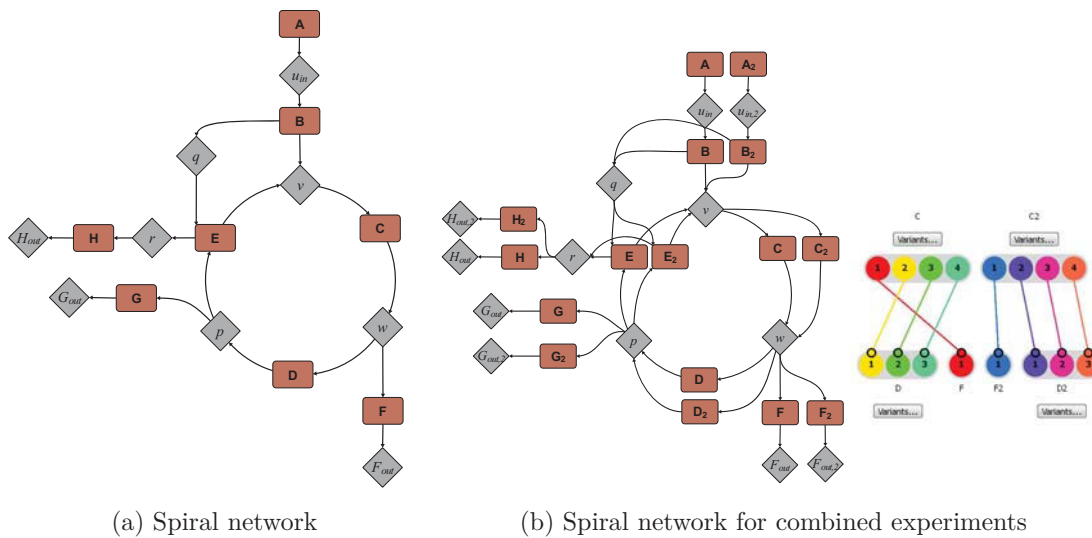 A
u_in
B
q
v
C
H_out
H
r
E
G_out
G
p
w
D
F
F_out
(a) Spiral network
A
A₂
u_in
u_in,2
B
B₂
q
v
H_out,2
H₂
H_out
H
r
E
E₂
C
C₂
G_out
G
G_out,2
G₂
p
w
D
D₂
F
F₂
F_out
F_out,2
C
C2
Variants...
Variants...
1 2 3 4
1 2 3 4
1 2 3
1
1
1 2 3
D
F
F2
D2
Variants...
Variants...
(b) Spiral network for combined experiments